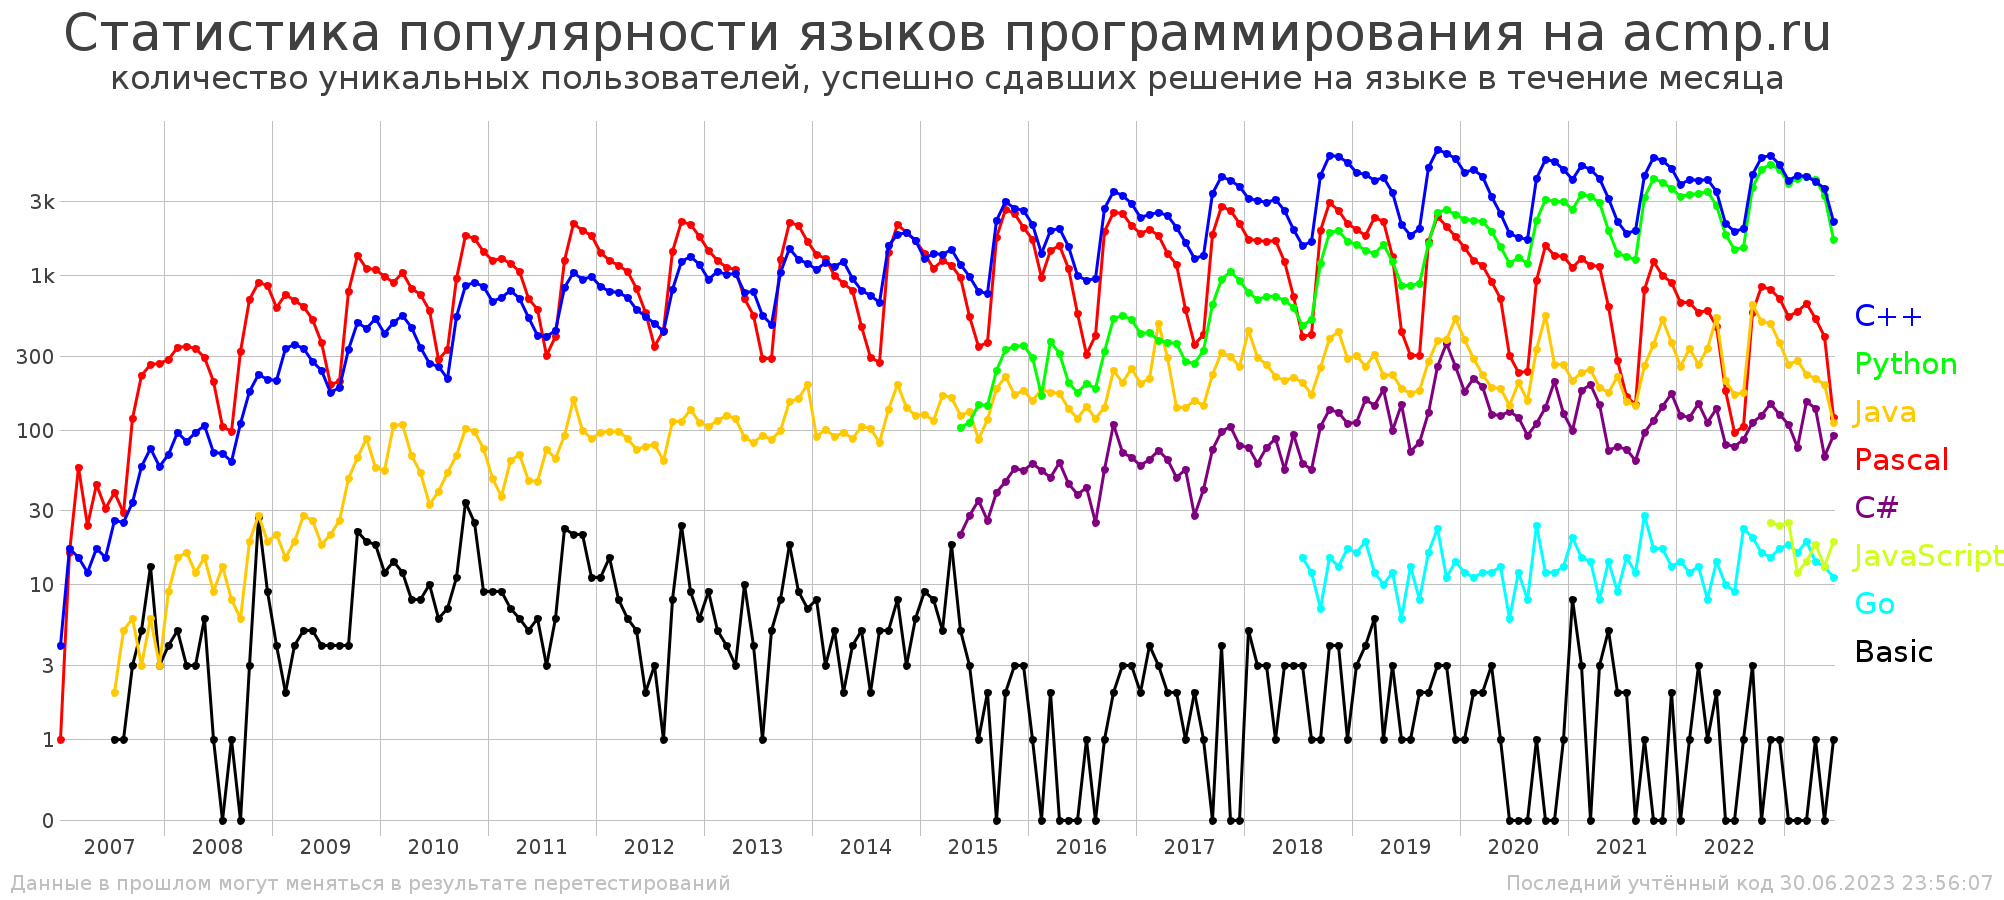 Статистика популярности языков программирования на acmp.ru
количество уникальных пользователей, успешно сдавших решение на языке в течение месяца
3k
1k
300
100
30
10
3
1
0
C++
Python
Java
Pascal
C#
JavaScript
Go
Basic
2007 2008 2009 2010 2011 2012 2013 2014 2015 2016 2017 2018 2019 2020 2021 2022
Данные в прошлом могут меняться в результате перетестирований
Последний учтённый код 30.06.2023 23:56:07